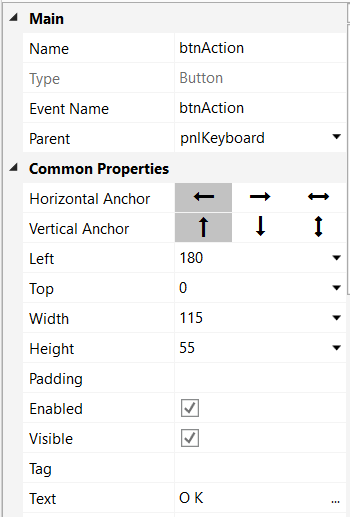 Main
Name btnAction
Type Button
Event Name btnAction
Parent pnlKeyboard
Common Properties
Horizontal Anchor
Vertical Anchor
Left 180
Top 0
Width 115
Height 55
Padding
Enabled
Visible
Tag
Text O K ...